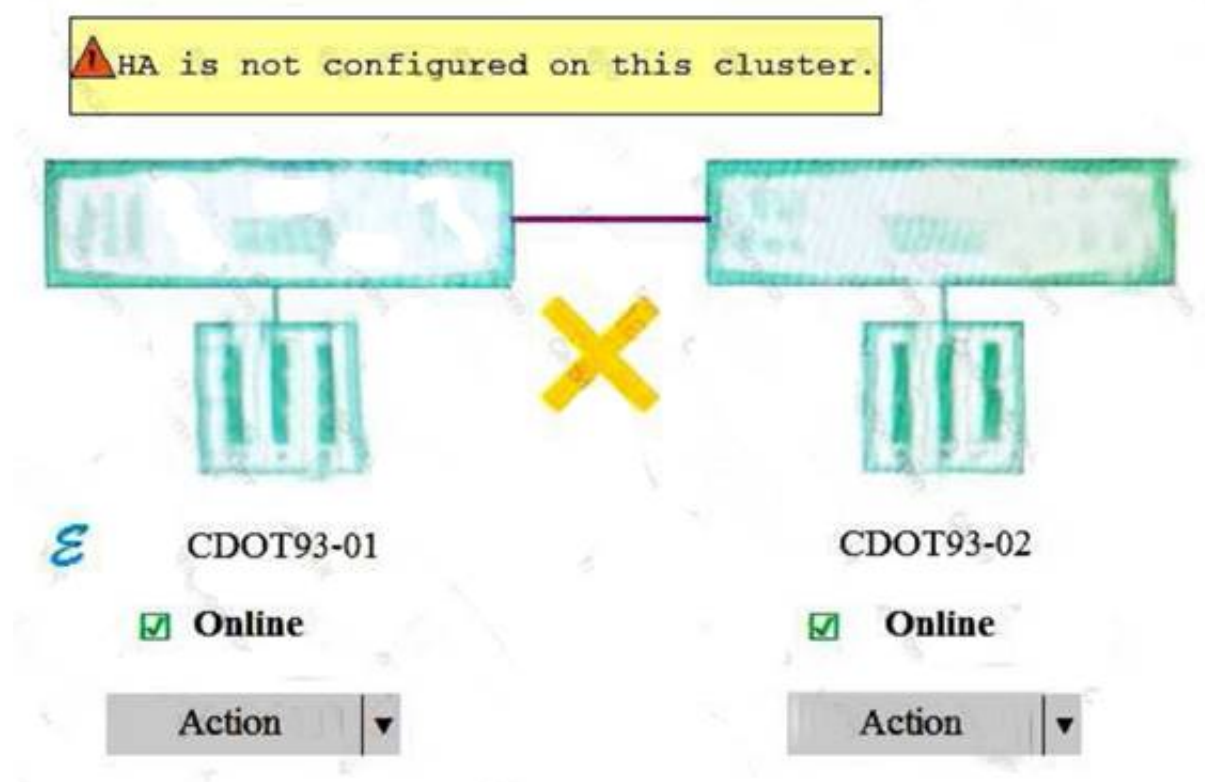 HA is not configured on this cluster.
ε CDOT93-01
CDOT93-02
Online
Online
Action
Action